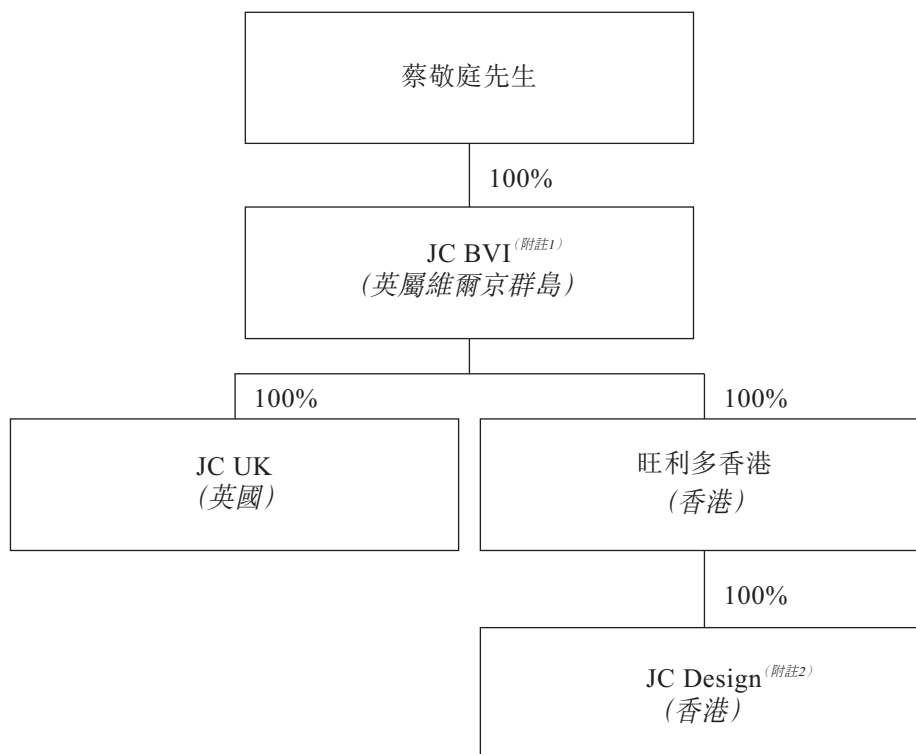 蔡敬庭先生
100%
JC BVI（附註1）
（英屬維爾京群島）
100%
100%
JC UK
（英國）
旺利多香港
（香港）
100%
JC Design（附註2）
（香港）